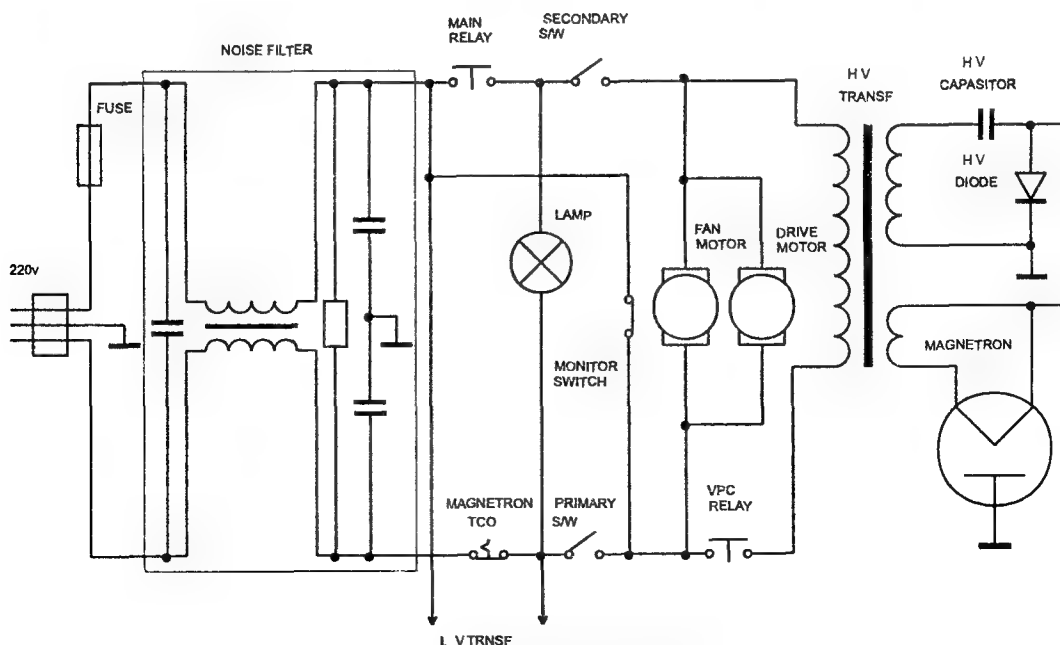 MAIN
RELAY
SECONDARY
S/W
NOISE FILTER
H V
TRANSF
H V
CAPASITOR
FUSE
H V
DIODE
LAMP
FAN
MOTOR
DRIVE
MOTOR
220v
MONITOR
SWITCH
MAGNETRON
MAGNETRON
TCO
PRIMARY
S/W
VPC
RELAY
L V TRNSF